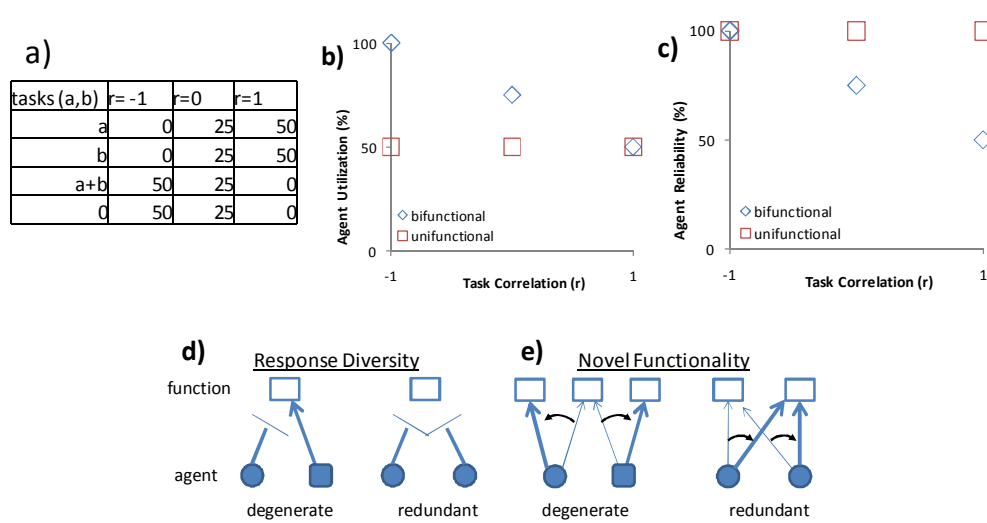 a)
tasks (a,b) r= -1 r=0 r=1
a 0 25 50
b 0 25 50
a+b 50 25 0
0 50 25 0
b)
100
50
0
-1
1
Agent Utilization (%)
Task Correlation (r)
bifunctional
unifunctional
c)
100
50
0
-1
1
Agent Reliability (%)
Task Correlation (r)
bifunctional
unifunctional
d)
Response Diversity
function
agent
degenerate
redundant
e)
Novel Functionality
degenerate
redundant